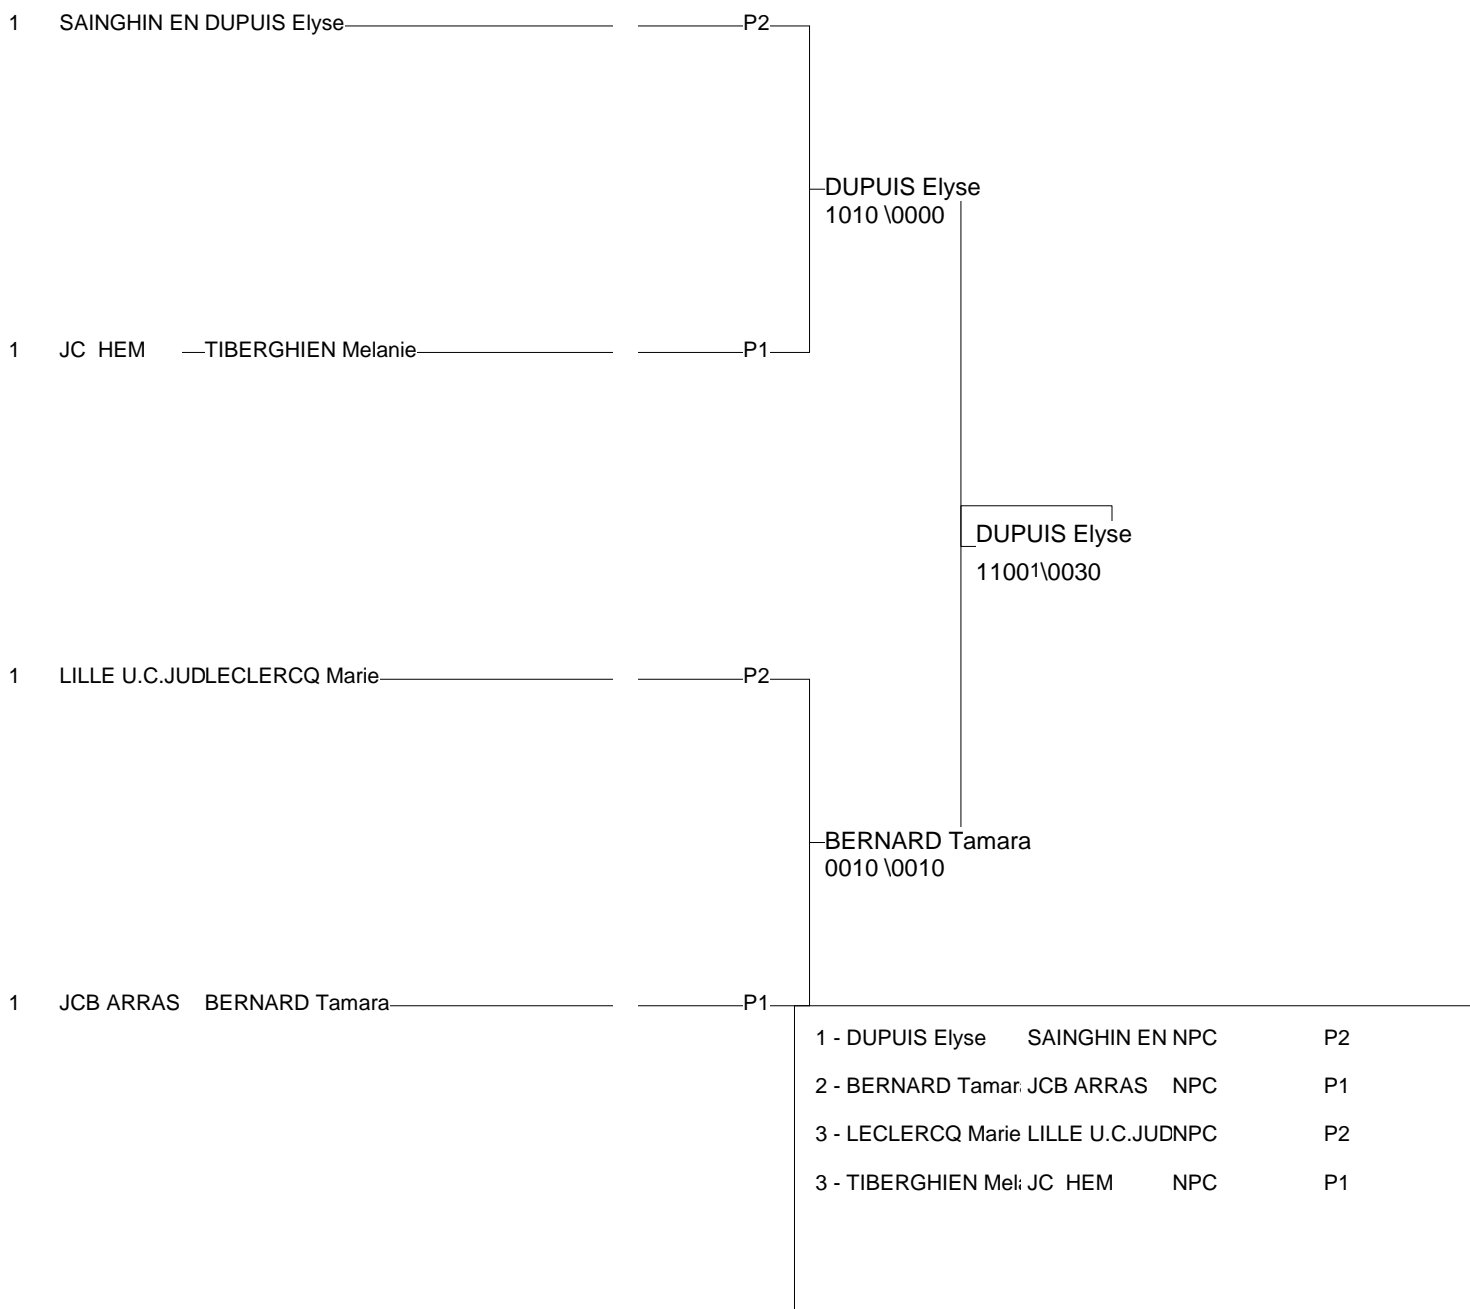 1 SAINGHIN EN DUPUIS Elyse P2
DUPUIS Elyse
1010 \0000
1 JC HEM TIBERGHIEN Melanie P1
DUPUIS Elyse
11001\0030
1 LILLE U.C.JUDLECLERCQ Marie P2
BERNARD Tamara
0010 \0010
1 JCB ARRAS BERNARD Tamara P1
1 - DUPUIS Elyse SAINGHIN EN NPC P2
2 - BERNARD Tamara JCB ARRAS NPC P1
3 - LECLERCQ Marie LILLE U.C.JUDNPC P2
3 - TIBERGHIEN Mela JC HEM NPC P1